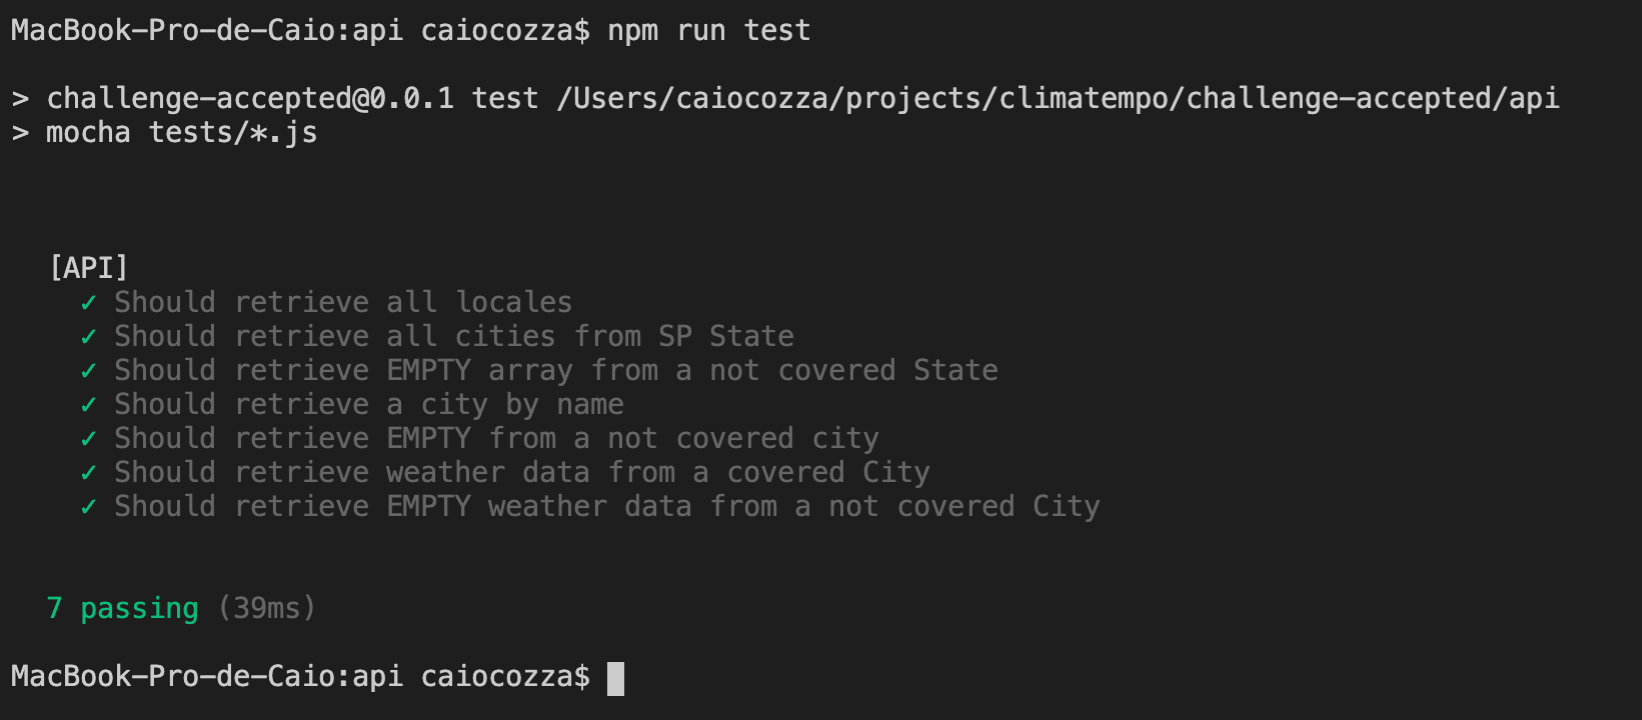 MacBook-Pro-de-Caio:api caiocozza$ npm run test
> challenge-accepted@0.0.1 test /Users/caiocozza/projects/climatempo/challenge-accepted/api
> mocha tests/*.js
[API]
✓ Should retrieve all locales
✓ Should retrieve all cities from SP State
✓ Should retrieve EMPTY array from a not covered State
✓ Should retrieve a city by name
✓ Should retrieve EMPTY from a not covered city
✓ Should retrieve weather data from a covered City
✓ Should retrieve EMPTY weather data from a not covered City
7 passing (39ms)
MacBook-Pro-de-Caio:api caiocozza$